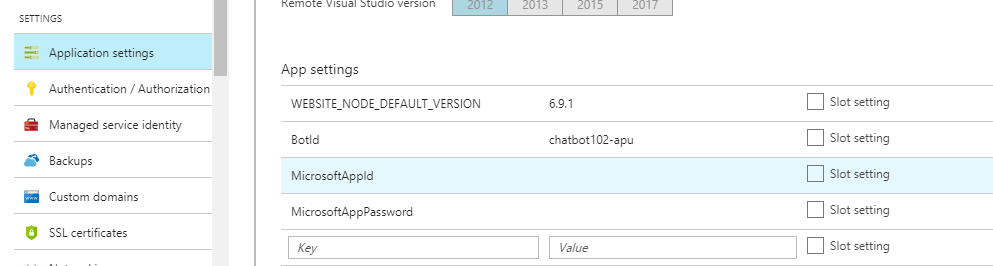 Remote Visual Studio version
2012 2013 2015 2017
SETTINGS
Application settings
Authentication / Authorization
Managed service identity
Backups
Custom domains
SSL certificates
App settings
WEBSITE_NODE_DEFAULT_VERSION 6.9.1 Slot setting
BotId chatbot102-apu Slot setting
MicrosoftAppId Slot setting
MicrosoftAppPassword Slot setting
Key Value Slot setting